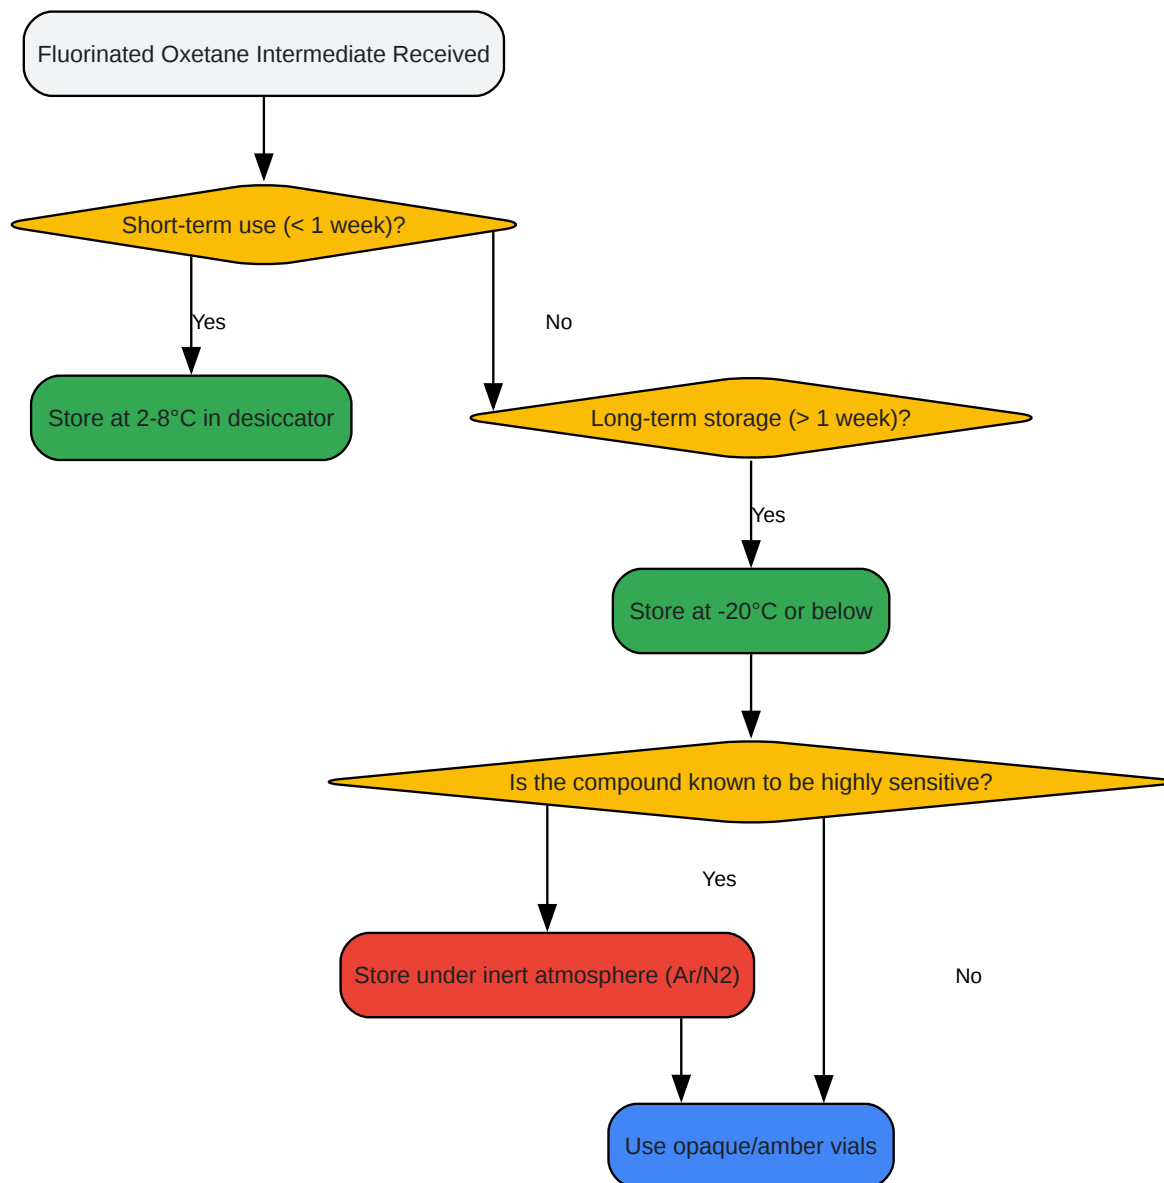 Fluorinated Oxetane Intermediate Received
Short-term use (< 1 week)?
Yes
No
Store at 2-8°C in desiccator
Long-term storage (> 1 week)?
Yes
Store at -20°C or below
Is the compound known to be highly sensitive?
Yes
Store under inert atmosphere (Ar/N2)
No
Use opaque/amber vials